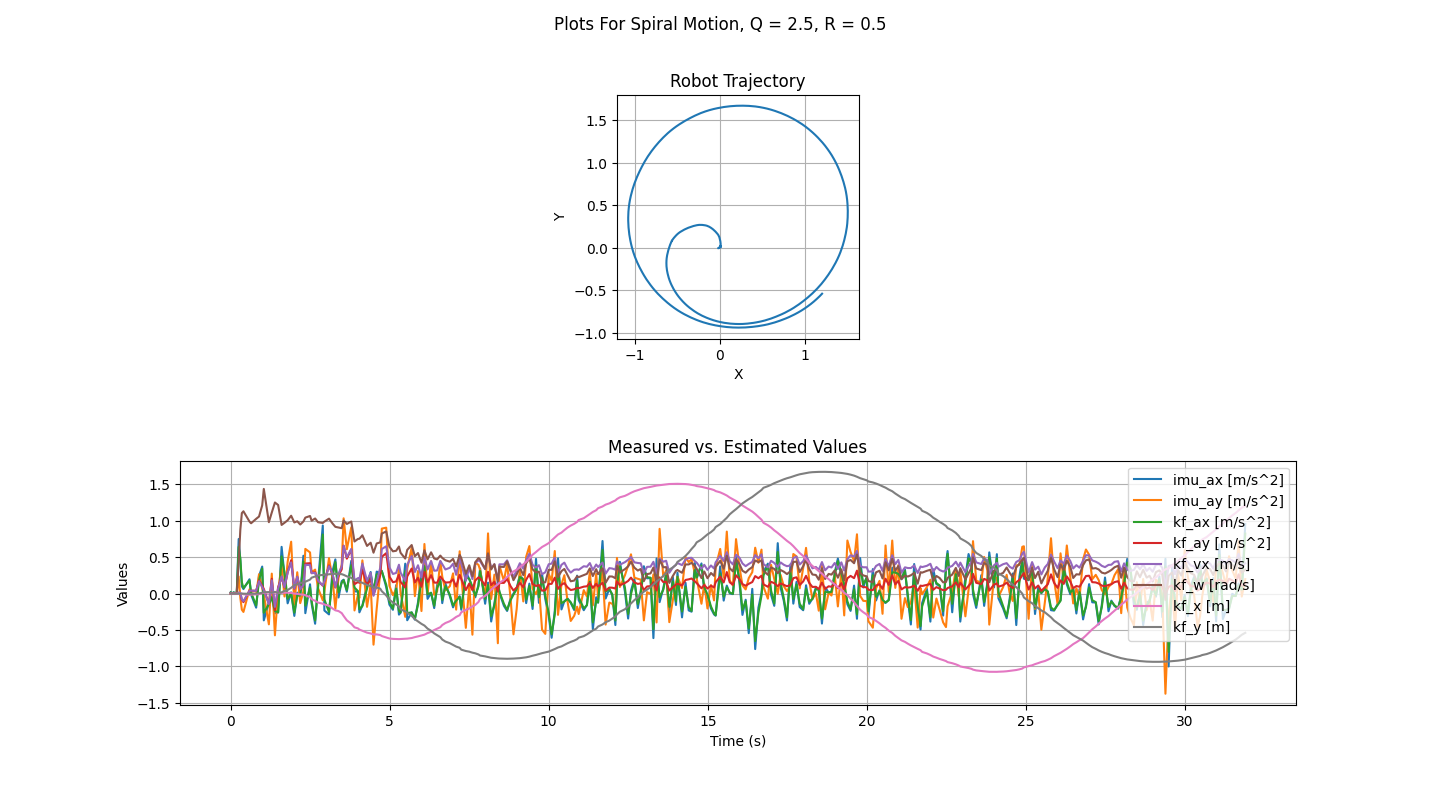 Plots For Spiral Motion, Q = 2.5, R = 0.5
Robot Trajectory
1.5
1.0
0.5
0.0
−0.5
−1.0
Y
−1 0 1
X
Measured vs. Estimated Values
1.5
1.0
0.5
0.0
−0.5
−1.0
−1.5
Values
imu_ax [m/s^2]
imu_ay [m/s^2]
kf_ax [m/s^2]
kf_ay [m/s^2]
kf_vx [m/s]
kf_w [rad/s]
kf_x [m]
kf_y [m]
0 5 10 15 20 25 30
Time (s)